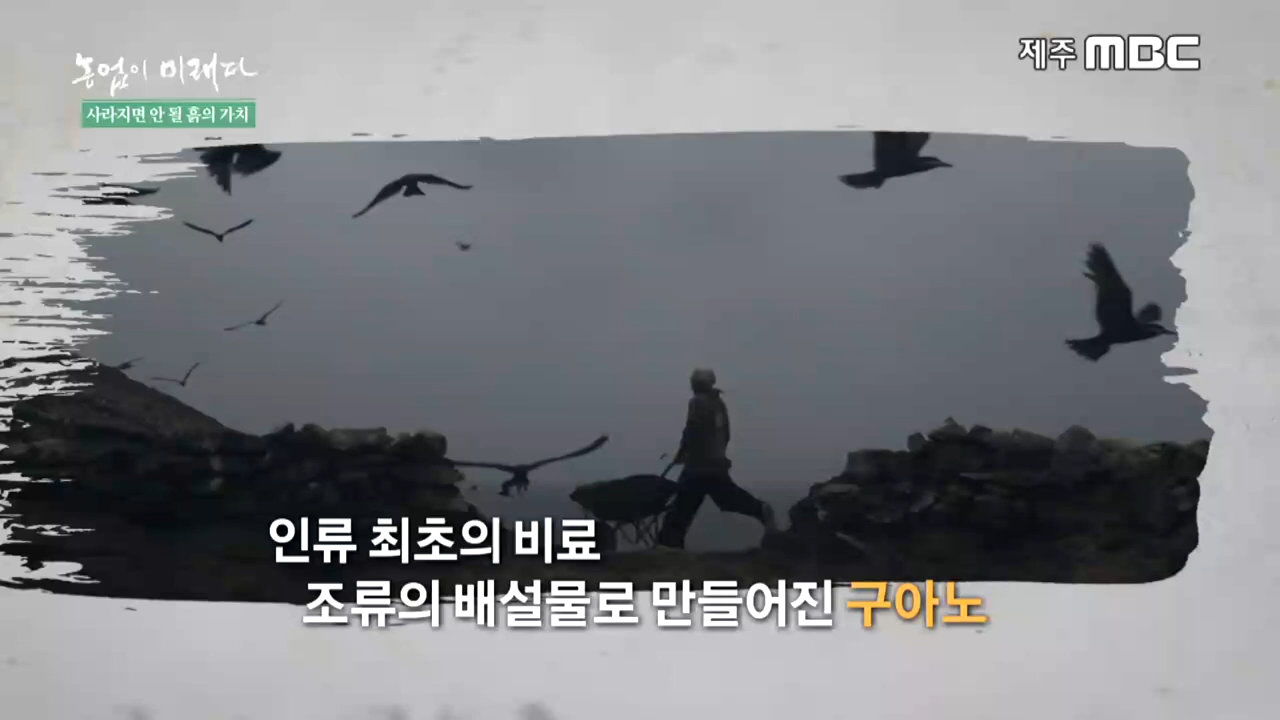 농업이 미래다
사라지면 안 될 흙의 가치
제주 MBC
인류 최초의 비료
조류의 배설물로 만들어진 구아노